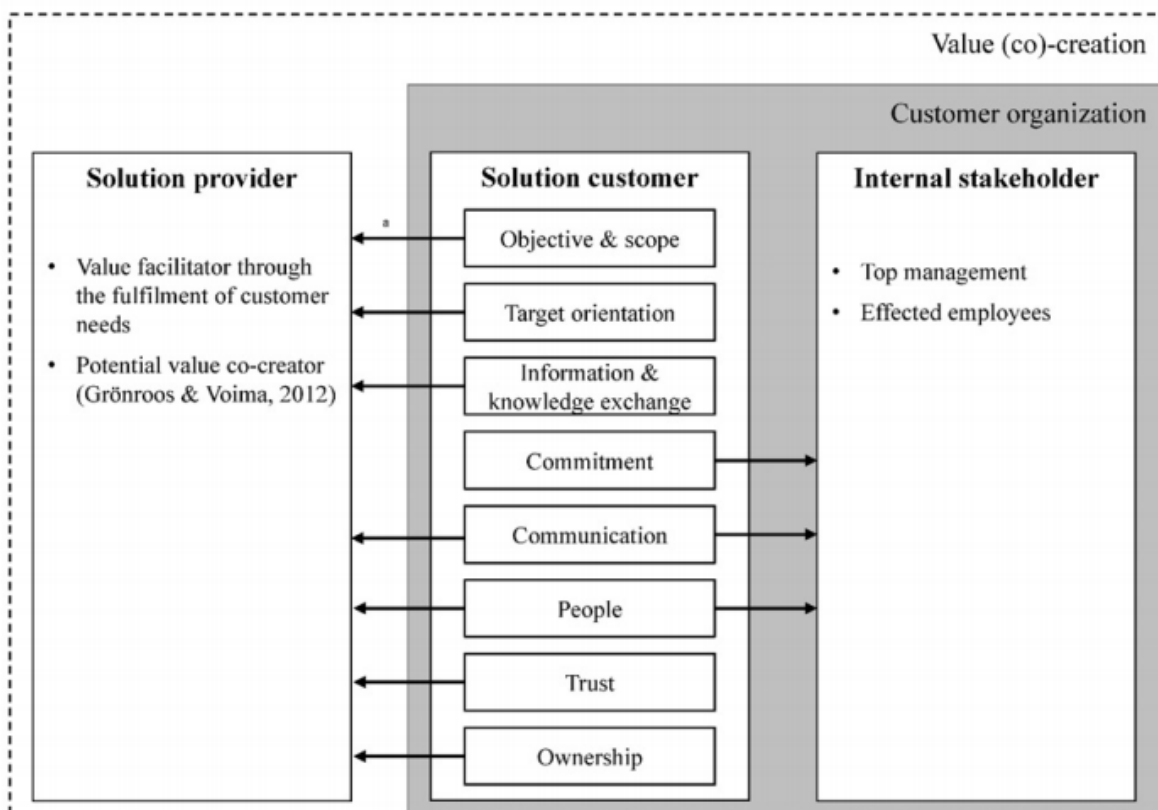 Value (co)-creation
Customer organization
Solution provider
• Value facilitator through
the fulfilment of customer
needs
• Potential value co-creator
(Grönroos & Voima, 2012)
a
Solution customer
Objective & scope
Target orientation
Information &
knowledge exchange
Commitment
Communication
People
Trust
Ownership
Internal stakeholder
• Top management
• Effected employees